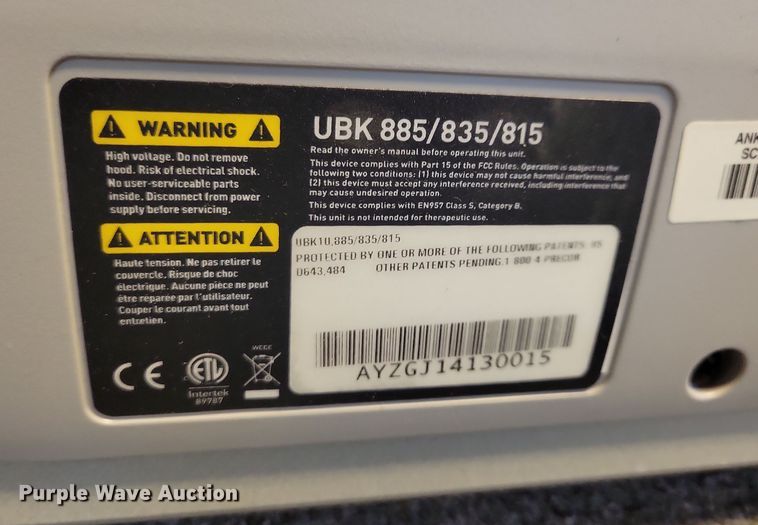 WARNING
High voltage. Do not remove
hood. Risk of electrical shock.
No user-serviceable parts
inside. Disconnect from power
supply before servicing.
ATTENTION
Haute tension. Ne pas retirer le
couvercle. Risque de choc
électrique. Aucune pièce ne peut
être réparée par l'utilisateur.
Couper le courant avant tout
entretien.
CE
ETL
Intertek
89787
UBK 885/835/815
Read the owner's manual before operating this unit.
This device complies with Part 15 of the FCC Rules. Operation is subject to the
following two conditions: (1) this device may not cause harmful interference, and
(2) this device must accept any interference received, including interference that
may cause undesired operation.
This device complies with EN957 Class S, Category B.
This unit is not intended for therapeutic use.
UBK10,885/835/815
PROTECTED BY ONE OR MORE OF THE FOLLOWING PATENTS: US
D643,484 OTHER PATENTS PENDING.1-800-4-PRECOR
AYZGJ14130015
ANK
SC
Purple Wave Auction